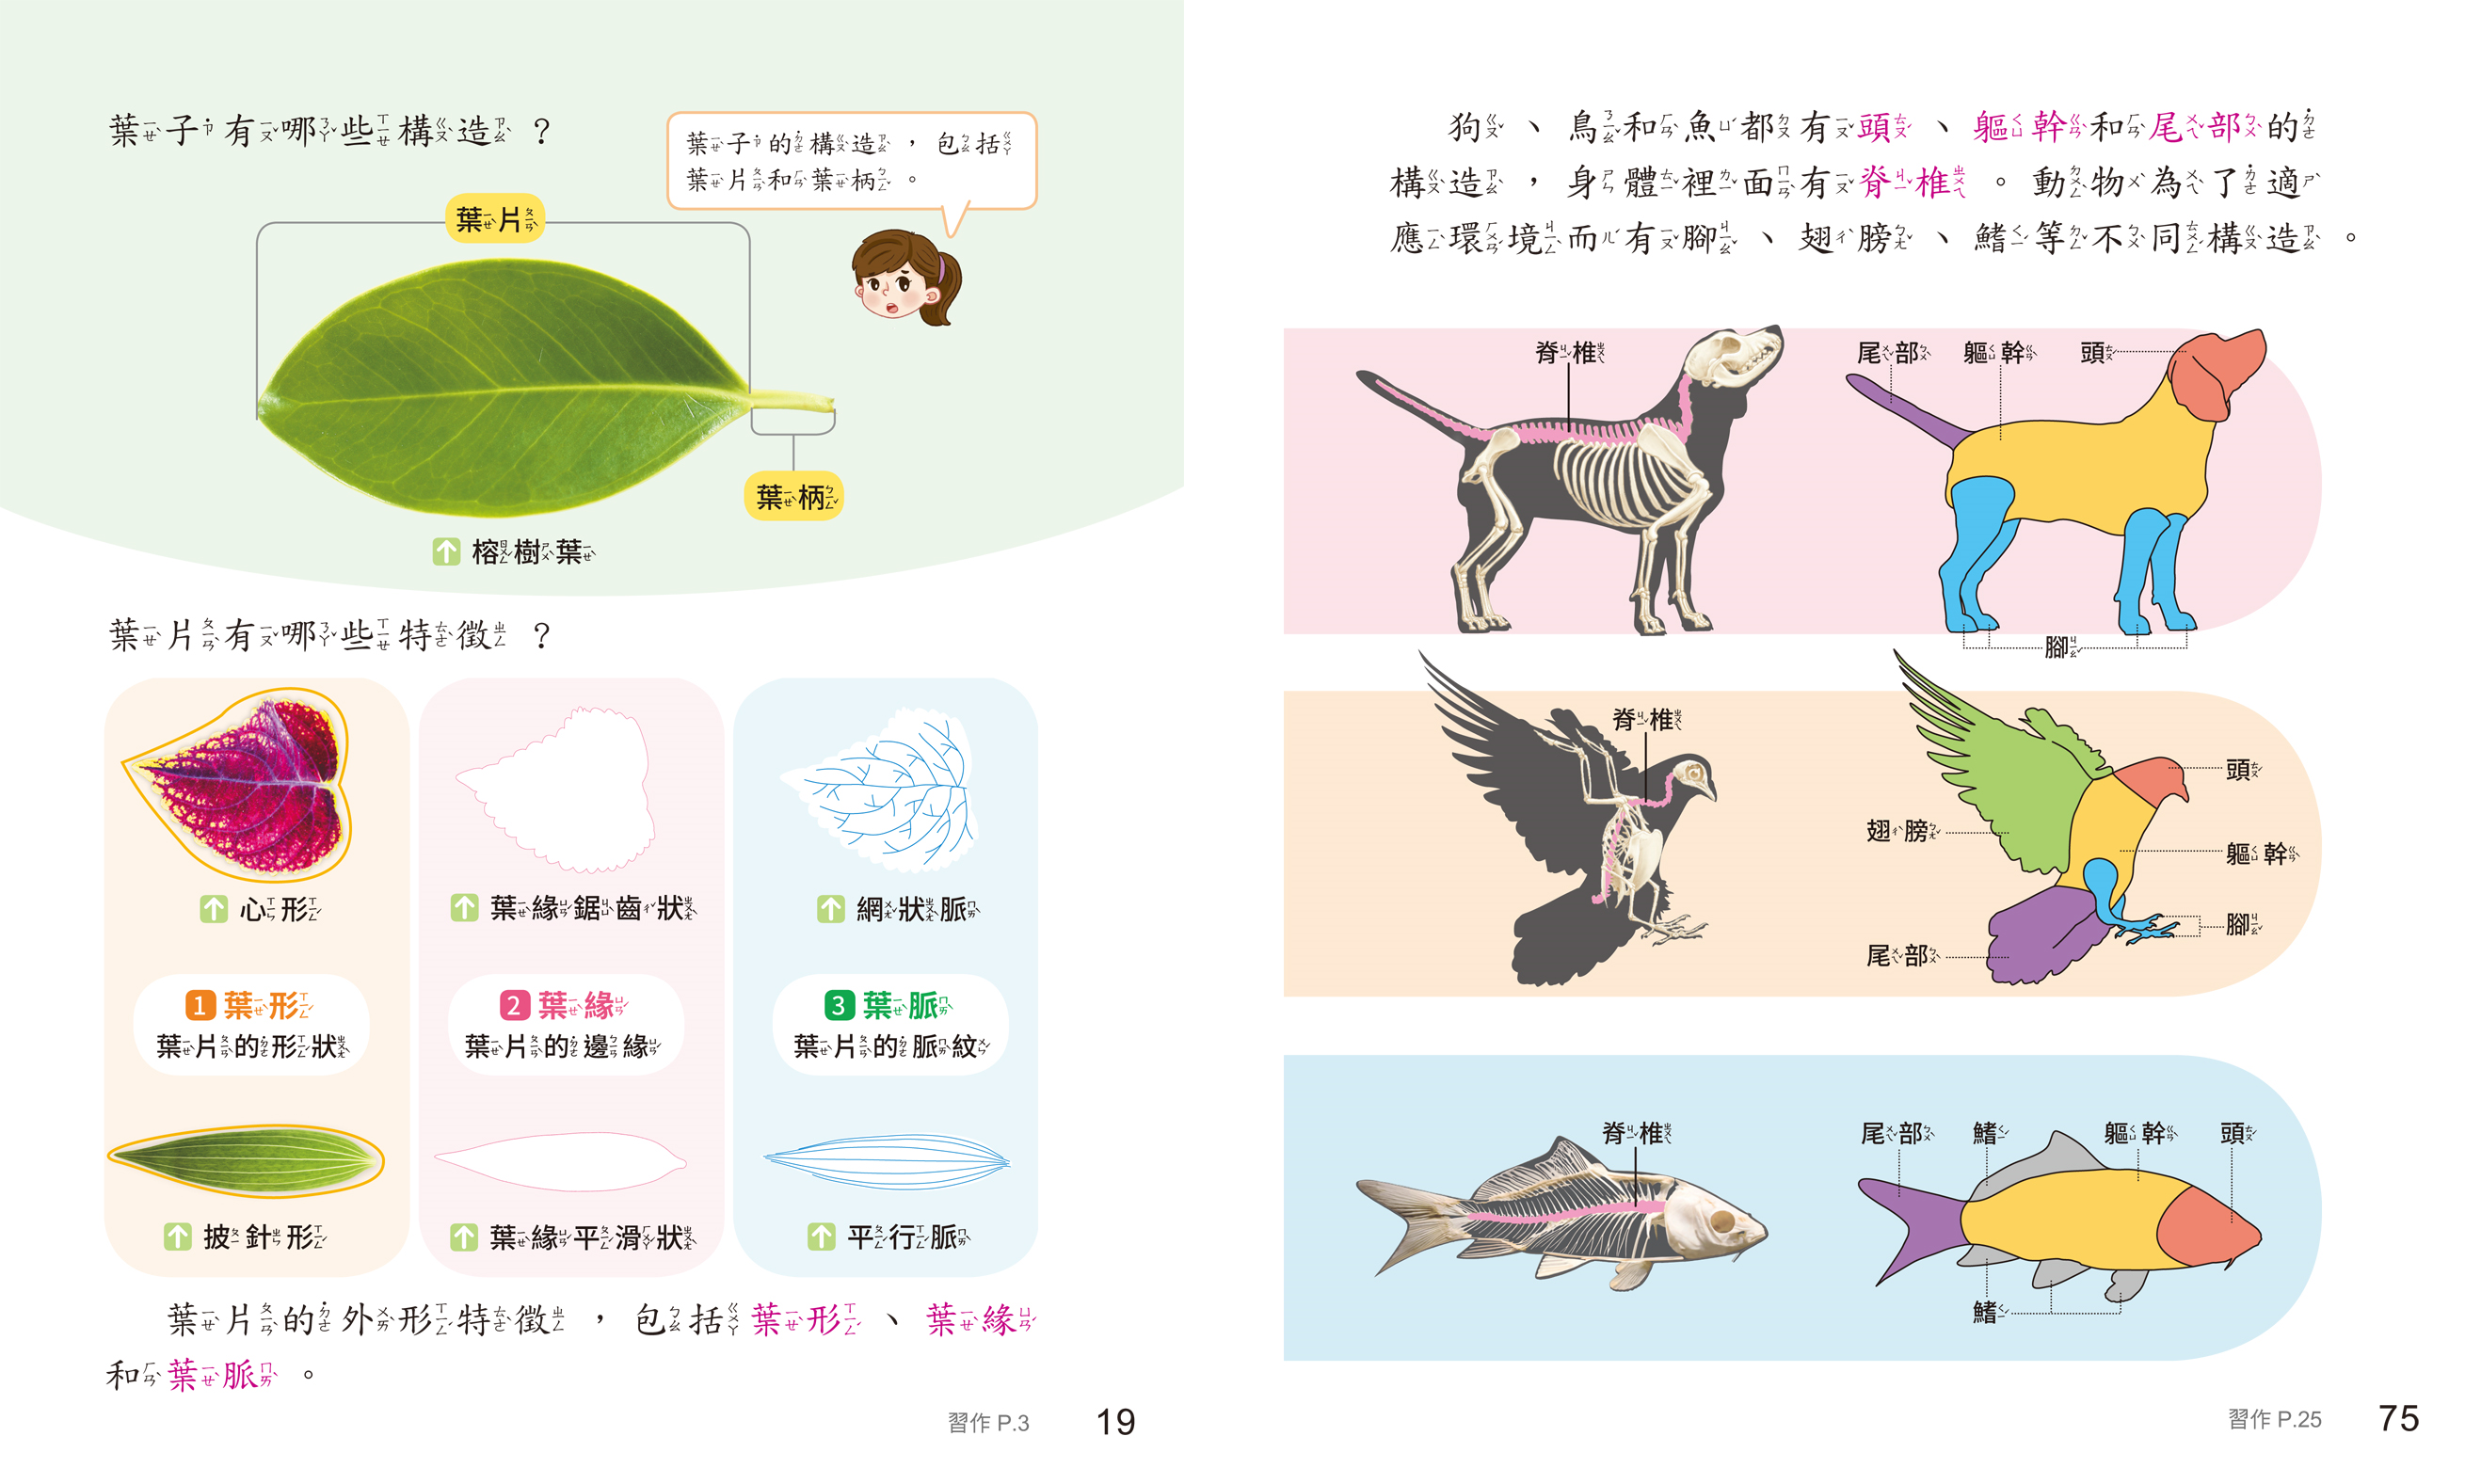 葉子有哪些構造？
葉子的構造，包括
葉片和葉柄。
葉片
葉柄
榕樹葉
葉片有哪些特徵？
心形
葉緣鋸齒狀
網狀脈
1 葉形
葉片的形狀
2 葉緣
葉片的邊緣
3 葉脈
葉片的脈紋
披針形
葉緣平滑狀
平行脈
葉片的外形特徵，包括葉形、葉緣
和葉脈。
習作 P.3
19
狗、鳥和魚都有頭、軀幹和尾部的
構造，身體裡面有脊椎。動物為了適
應環境而有腳、翅膀、鰭等不同構造。
脊椎
尾部 軀幹 頭
腳
脊椎
頭
翅膀
軀幹
腳
尾部
脊椎
尾部 鰭 軀幹 頭
鰭
習作 P.25
75